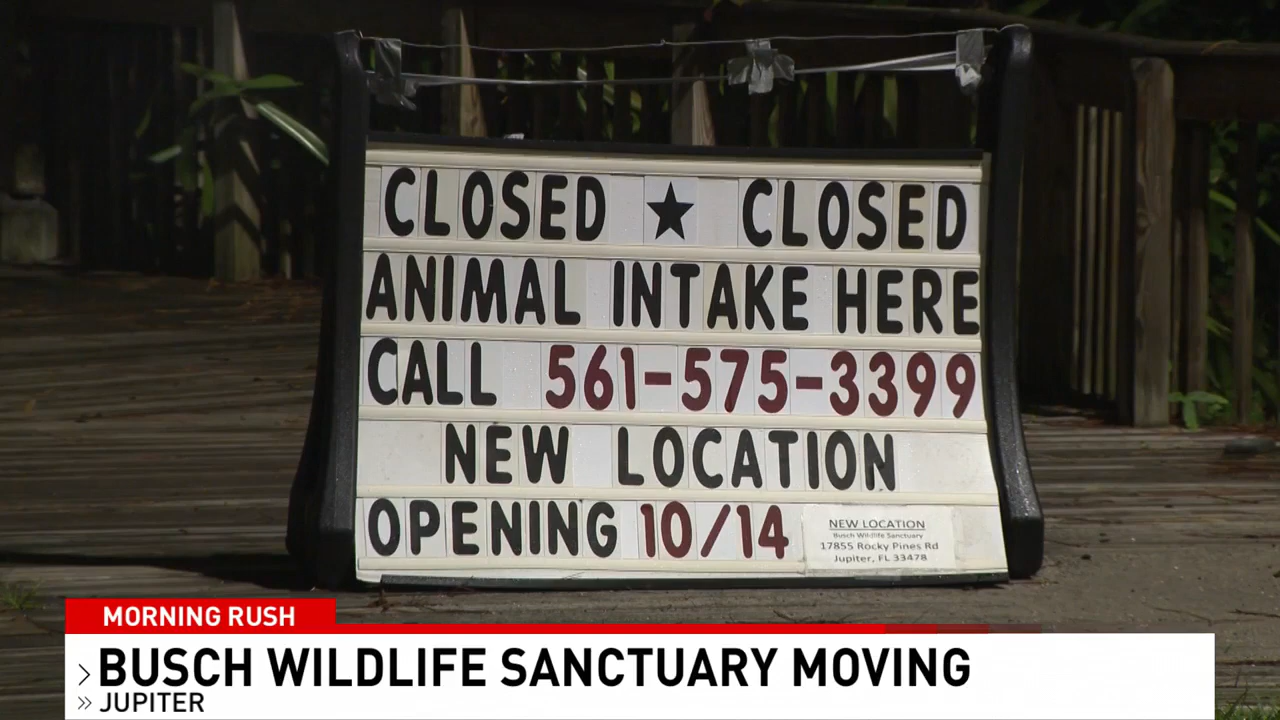 CLOSED ★ CLOSED
ANIMAL INTAKE HERE
CALL 561-575-3399
NEW LOCATION
OPENING 10/14
NEW LOCATION
Busch Wildlife Sanctuary
17855 Rocky Pines Rd
Jupiter, FL 33478
MORNING RUSH
BUSCH WILDLIFE SANCTUARY MOVING
JUPITER